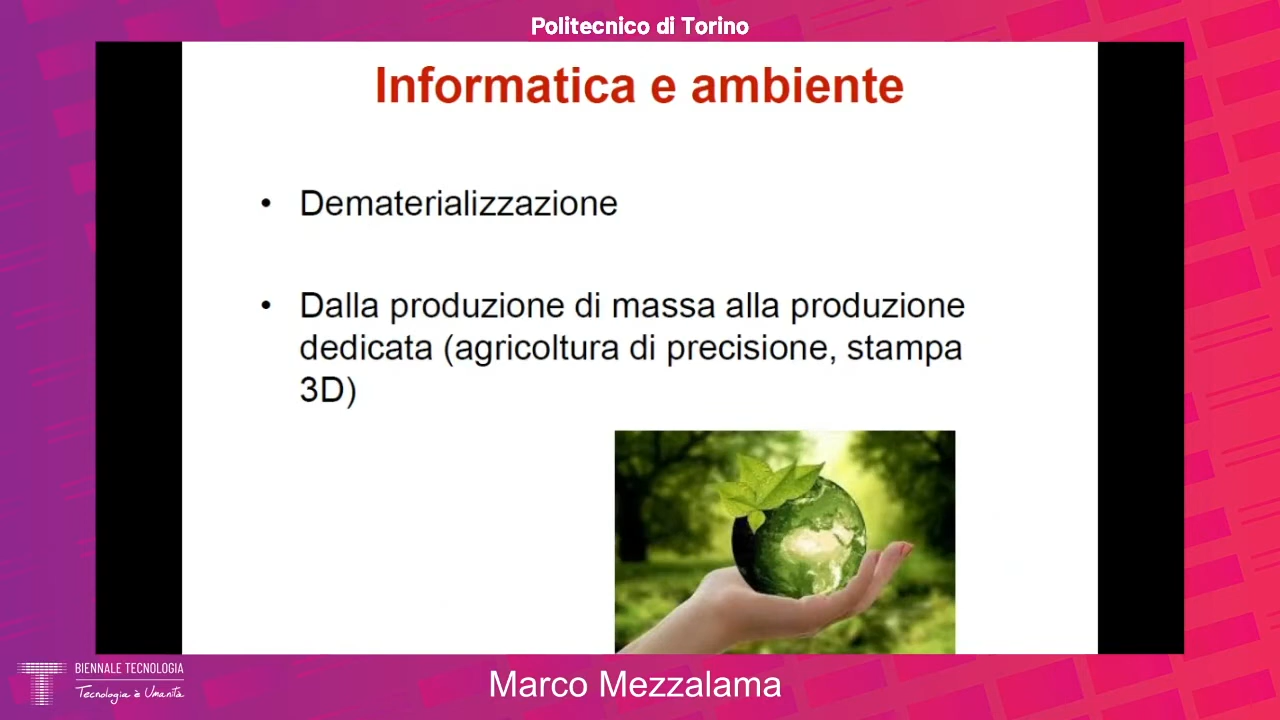 Politecnico di Torino
Informatica e ambiente
• Dematerializzazione
• Dalla produzione di massa alla produzione
dedicata (agricoltura di precisione, stampa
3D)
BIENNALE TECNOLOGIA
Tecnologia è Umanità
Marco Mezzalama